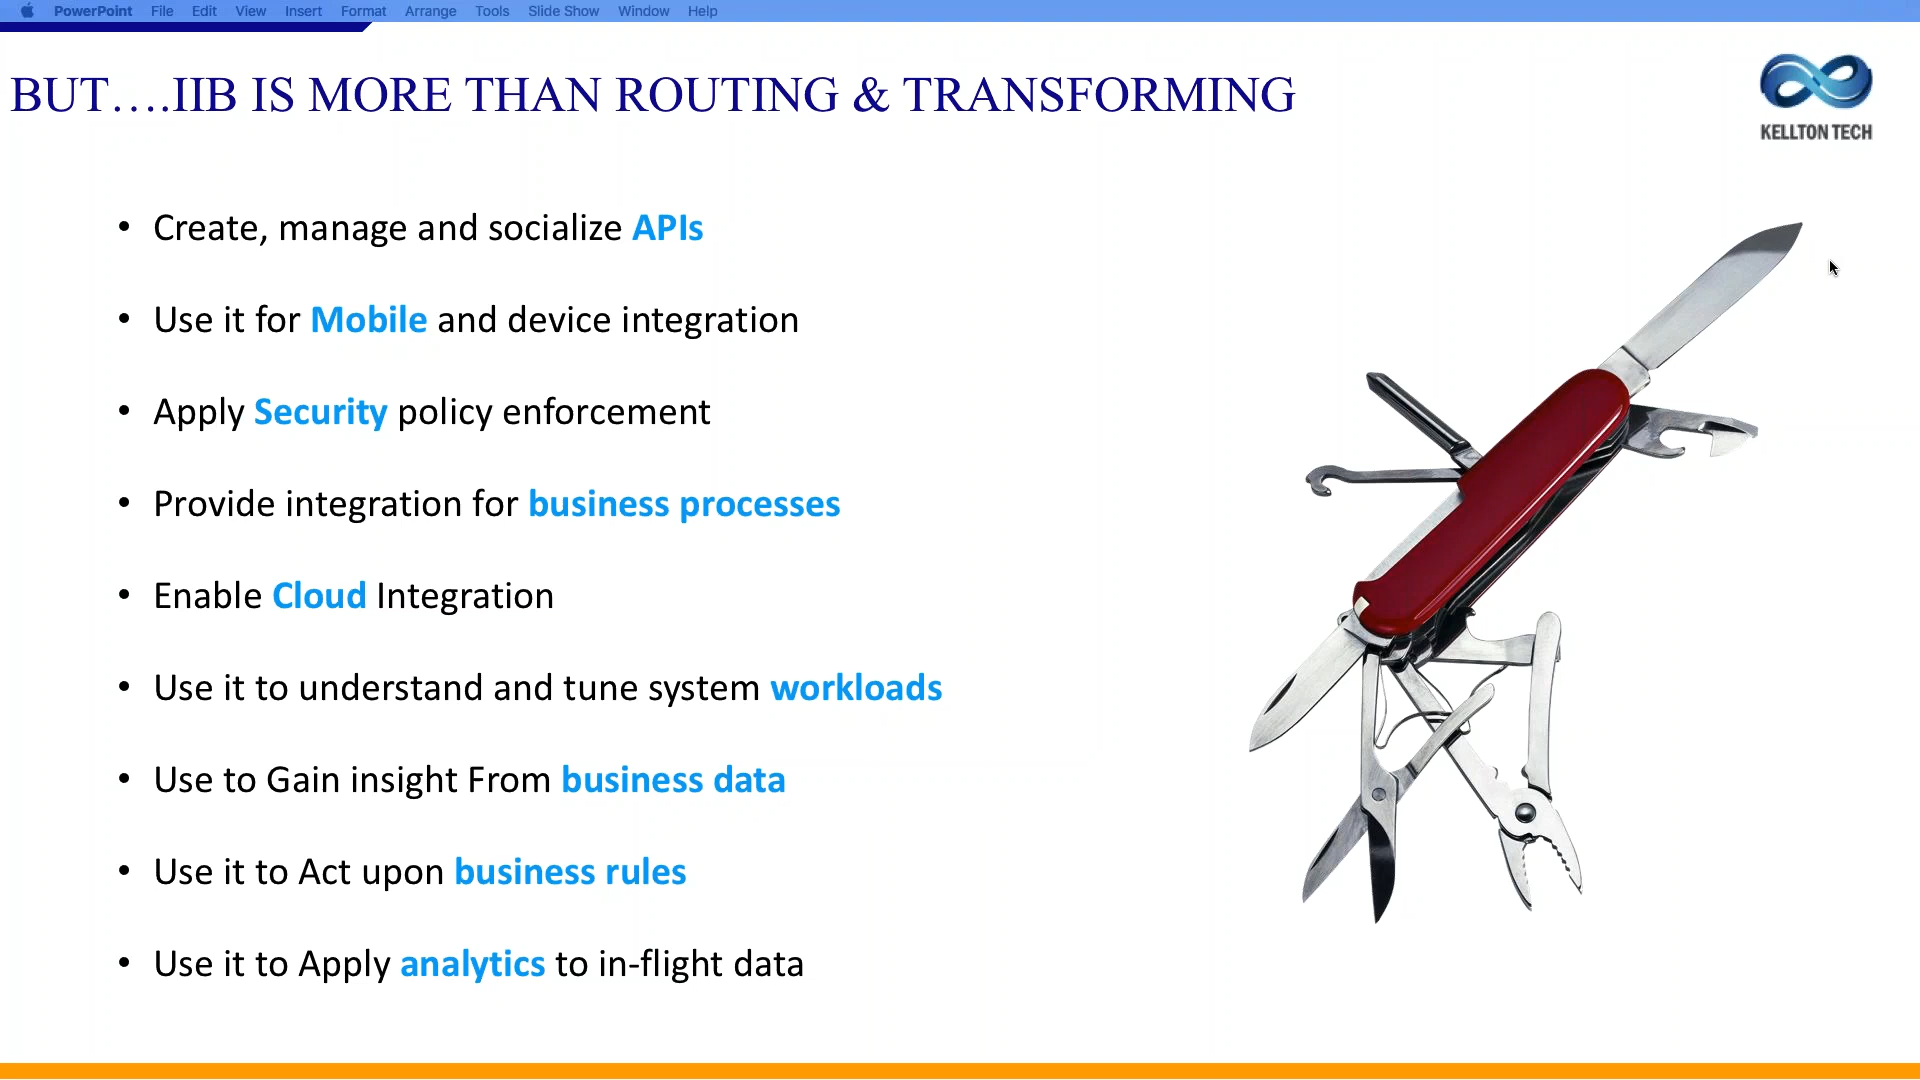 PowerPoint File Edit View Insert Format Arrange Tools Slide Show Window Help
BUT....IIB IS MORE THAN ROUTING & TRANSFORMING
KELLTON TECH
• Create, manage and socialize APIs
• Use it for Mobile and device integration
• Apply Security policy enforcement
• Provide integration for business processes
• Enable Cloud Integration
• Use it to understand and tune system workloads
• Use to Gain insight From business data
• Use it to Act upon business rules
• Use it to Apply analytics to in-flight data